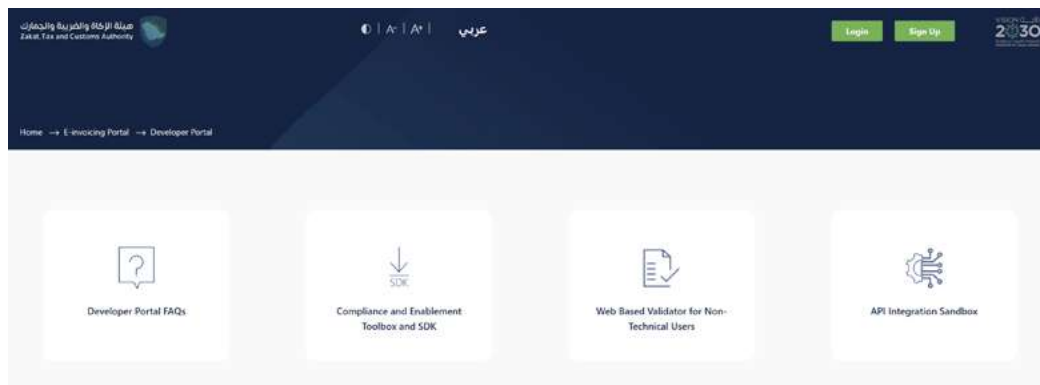 هيئة الزكاة والضريبة والجمارك
Zakat, Tax and Customs Authority
A- | A+ | عربي
Login
Sign Up
2030
Home → E-invoicing Portal → Developer Portal
?
SDK
Developer Portal FAQs
Compliance and Enablement
Toolbox and SDK
Web Based Validator for Non-
Technical Users
API Integration Sandbox